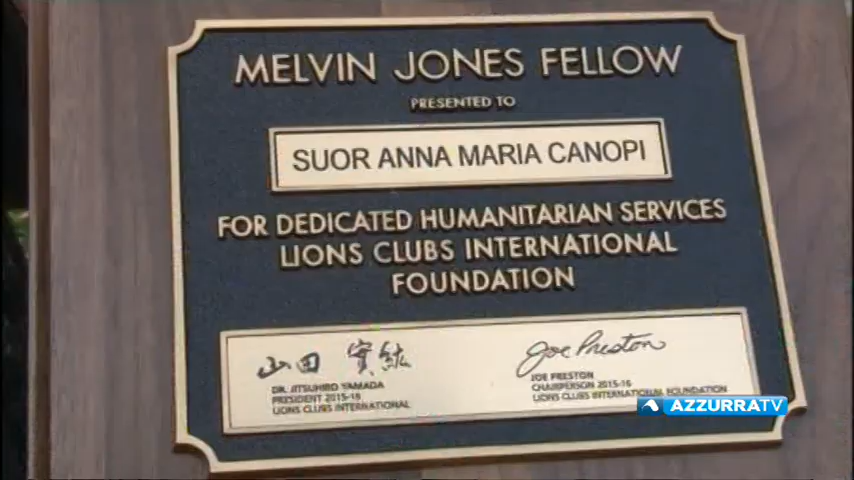 MELVIN JONES FELLOW
PRESENTED TO
SUOR ANNA MARIA CANOPI
FOR DEDICATED HUMANITARIAN SERVICES
LIONS CLUBS INTERNATIONAL
FOUNDATION
山田 實紘
Joe Preston
DR. JITSUHIRO YAMADA
PRESIDENT 2015-16
LIONS CLUBS INTERNATIONAL
JOE PRESTON
CHAIRPERSON 2015-16
LIONS CLUBS INTERNATIONAL FOUNDATION
AZZURRATV